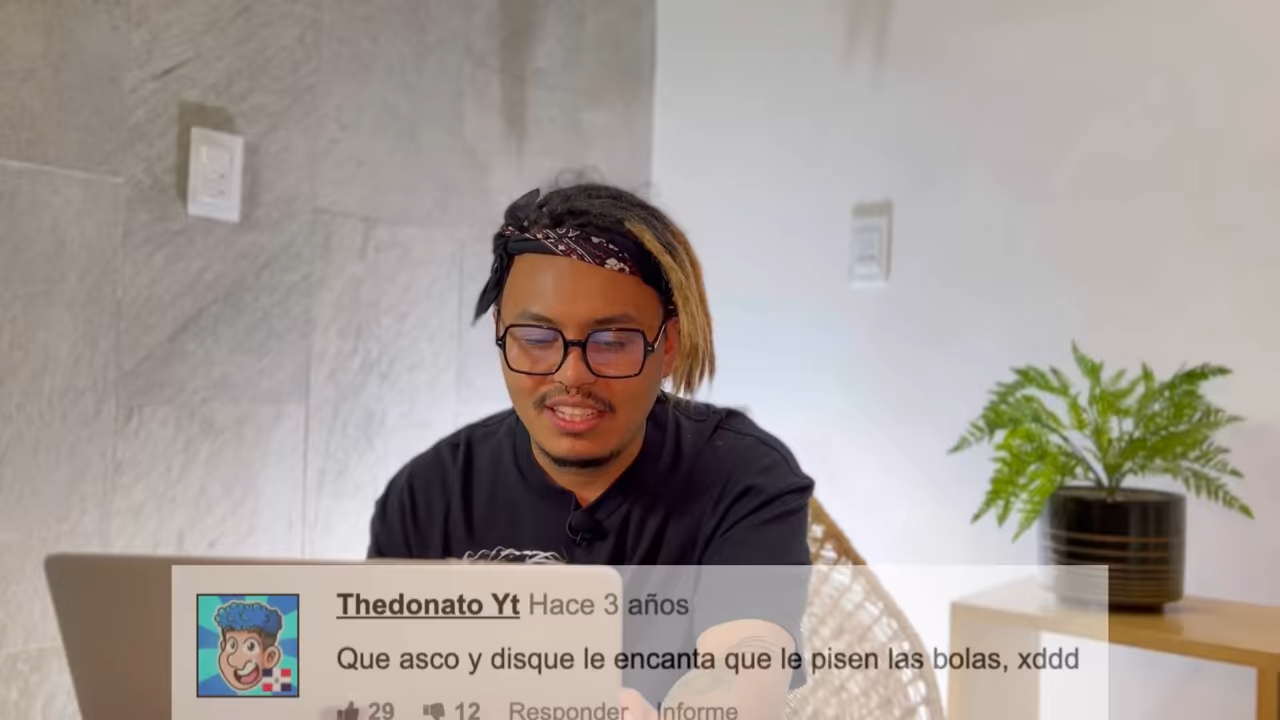 Thedonato Yt Hace 3 años
Que asco y disque le encanta que le pisen las bolas, xddd
29 12 Responder Informe